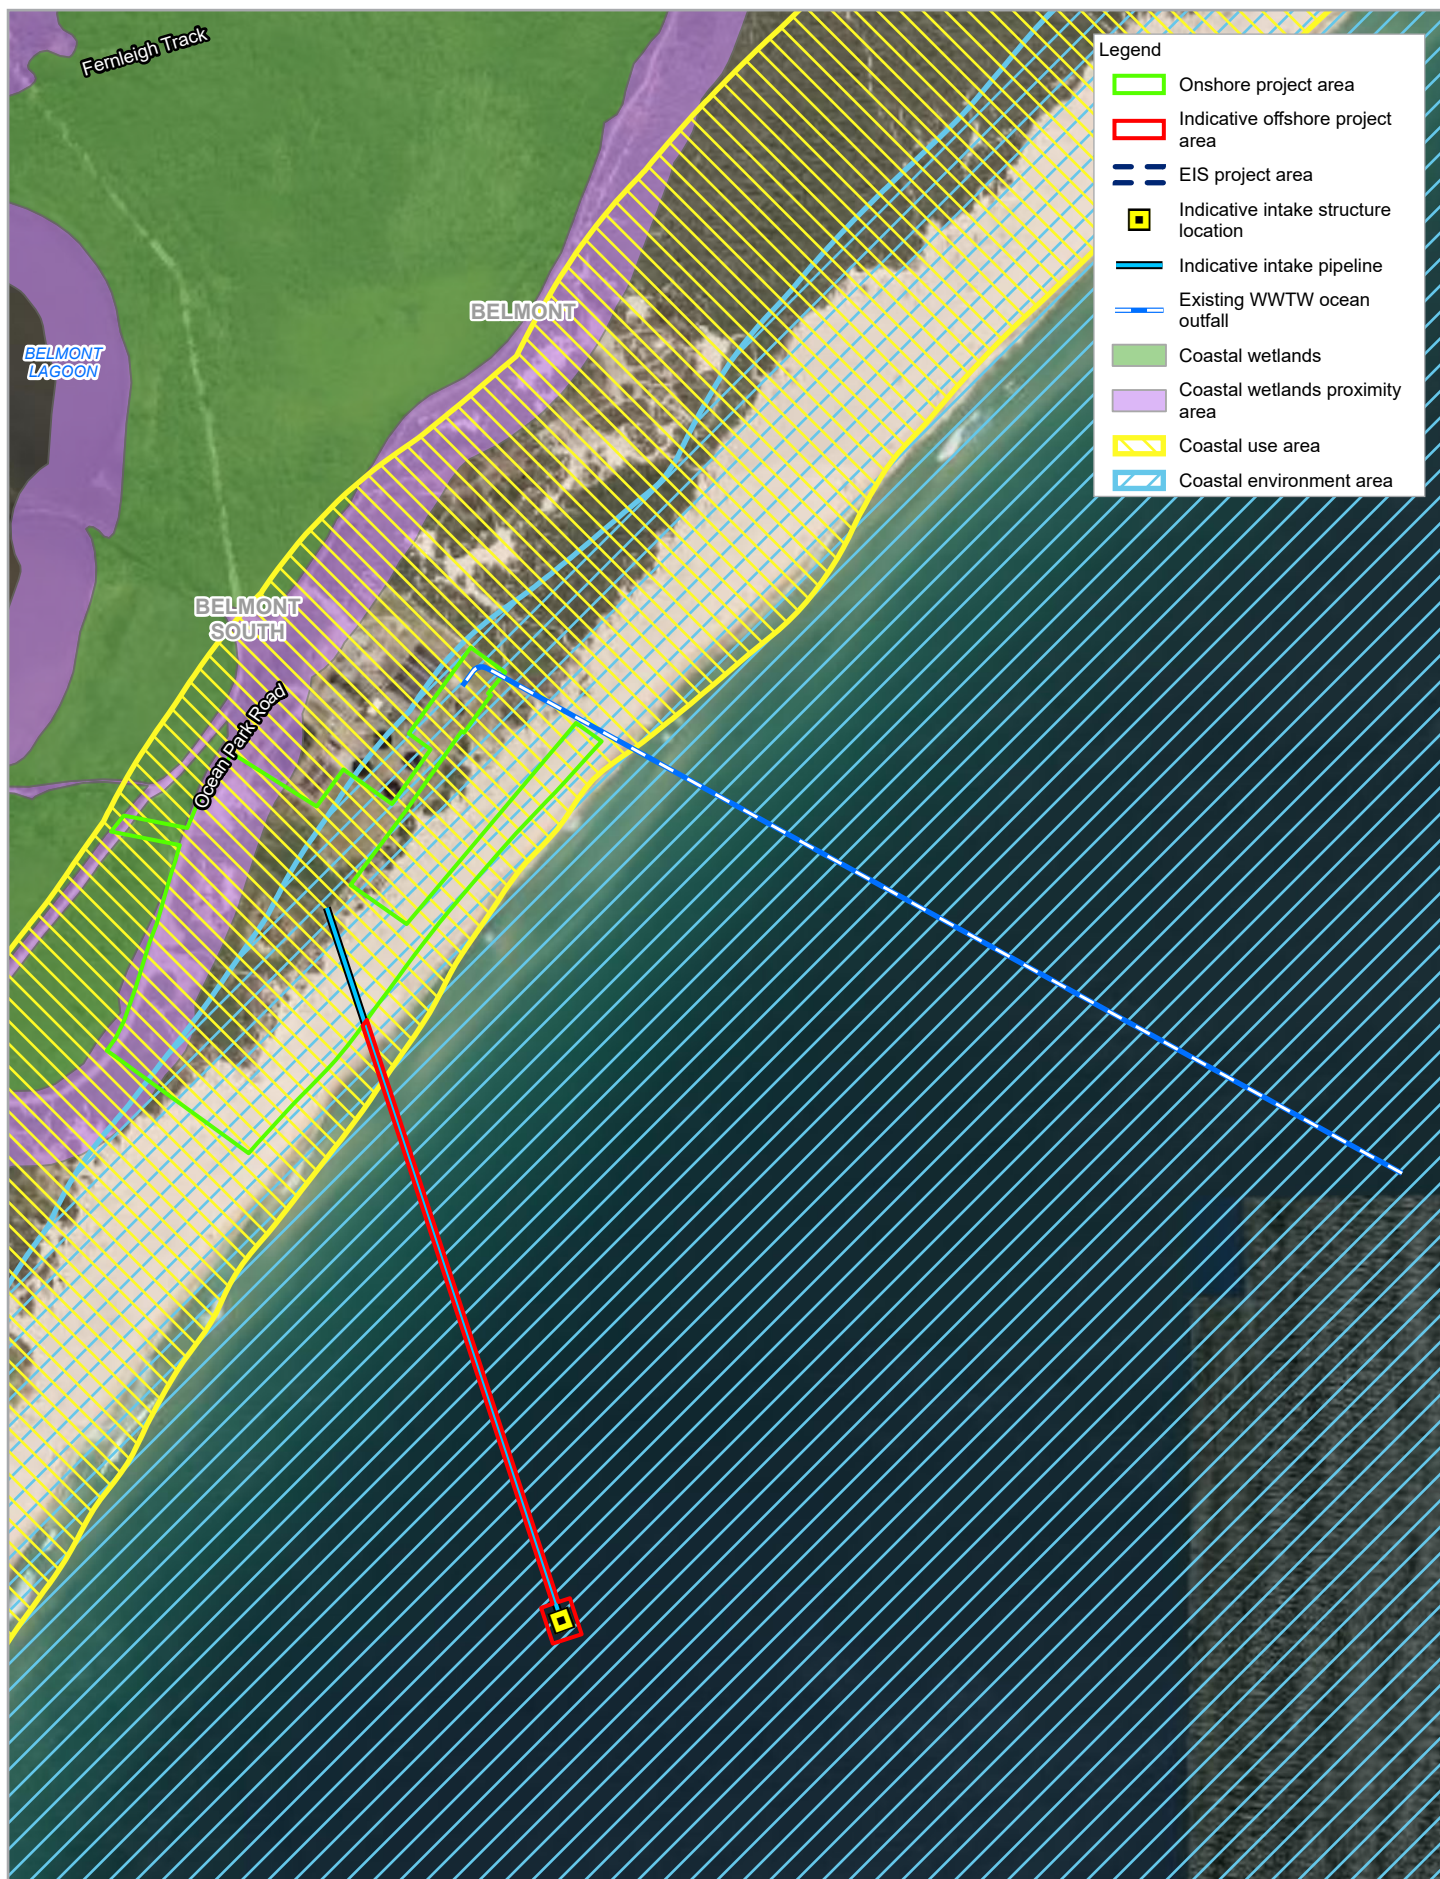 Fernleigh Track
Legend
Onshore project area
Indicative offshore project
area
EIS project area
Indicative intake structure
location
Indicative intake pipeline
Existing WWTW ocean
outfall
Coastal wetlands
Coastal wetlands proximity
area
Coastal use area
Coastal environment area
BELMONT
BELMONT
LAGOON
BELMONT
SOUTH
Ocean Park Road